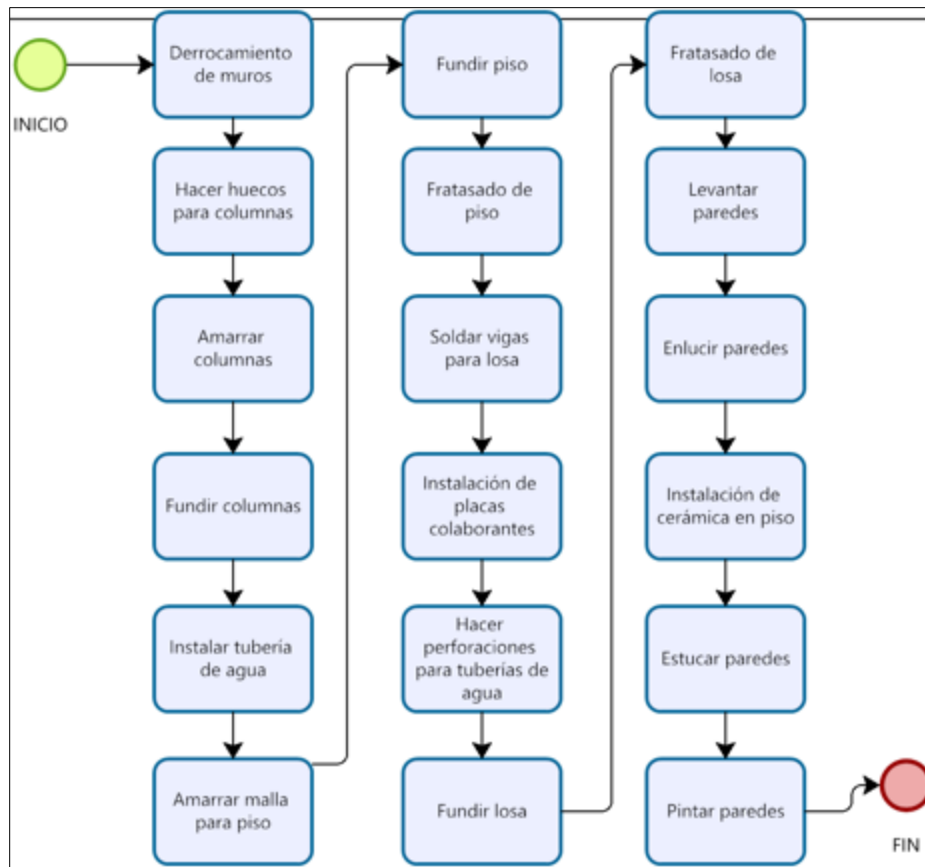 INICIO
Derrocamiento
de muros
Hacer huecos
para columnas
Amarrar
columnas
Fundir columnas
Instalar tubería
de agua
Amarrar malla
para piso
Fundir piso
Fratasado de
piso
Soldar vigas
para losa
Instalación de
placas
colaborantes
Hacer
perforaciones
para tuberías de
agua
Fundir losa
Fratasado de
losa
Levantar
paredes
Enlucir paredes
Instalación de
cerámica en piso
Estucar paredes
Pintar paredes
FIN